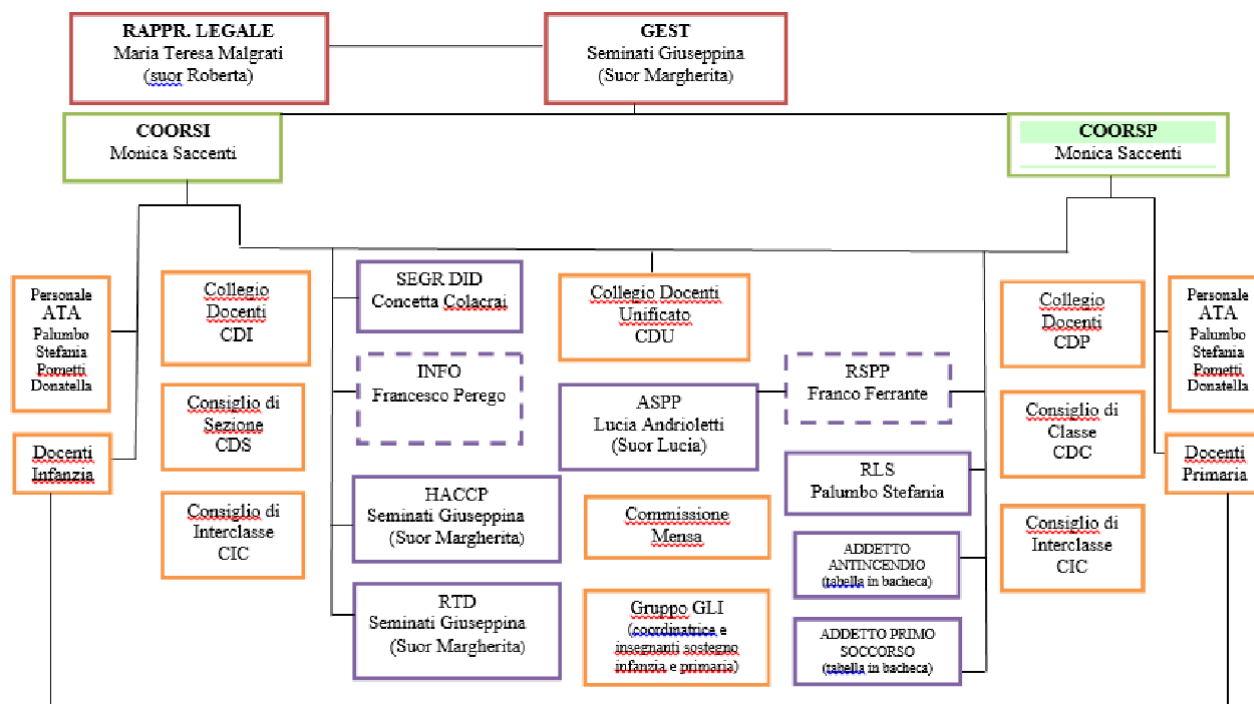 RAPPR. LEGALE
Maria Teresa Malgrati
(suor Roberta)
GEST
Seminati Giuseppina
(Suor Margherita)
COORSI
Monica Saccenti
COORSP
Monica Saccenti
Personale
ATA
Palumbo
Stefania
Pometti
Donatella
Docenti
Infanzia
Collegio
Docenti
CDI
Consiglio di
Sezione
CDS
Consiglio di
Interclasse
CIC
SEGR DID
Concetta Colacrai
INFO
Francesco Perego
HACCP
Seminati Giuseppina
(Suor Margherita)
RTD
Seminati Giuseppina
(Suor Margherita)
Collegio Docenti
Unificato
CDU
ASPP
Lucia Andrioletti
(Suor Lucia)
Commissione
Mensa
Gruppo GLI
(coordinatrice e
insegnanti sostegno
infanzia e primaria)
RSPP
Franco Ferrante
RLS
Palumbo Stefania
ADDETTO
ANTINCENDIO
(tabella in bacheca)
ADDETTO PRIMO
SOCCORSO
(tabella in bacheca)
Collegio
Docenti
CDP
Consiglio di
Classe
CDC
Consiglio di
Interclasse
CIC
Personale
ATA
Palumbo
Stefania
Pometti
Donatella
Docenti
Primaria